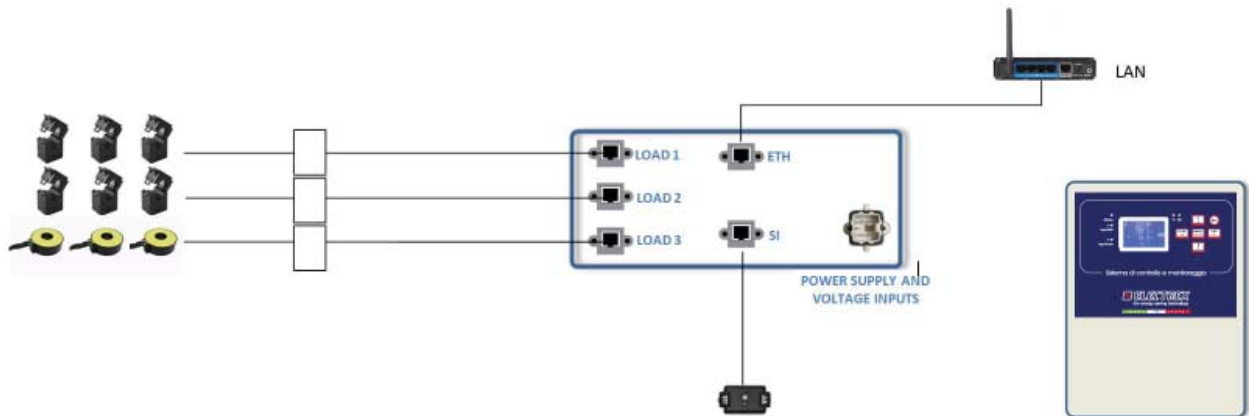 LAN
LOAD 1
ETH
LOAD 2
LOAD 3
SI
POWER SUPPLY AND
VOLTAGE INPUTS
Sistema di controllo e monitoraggio
ELECTREX